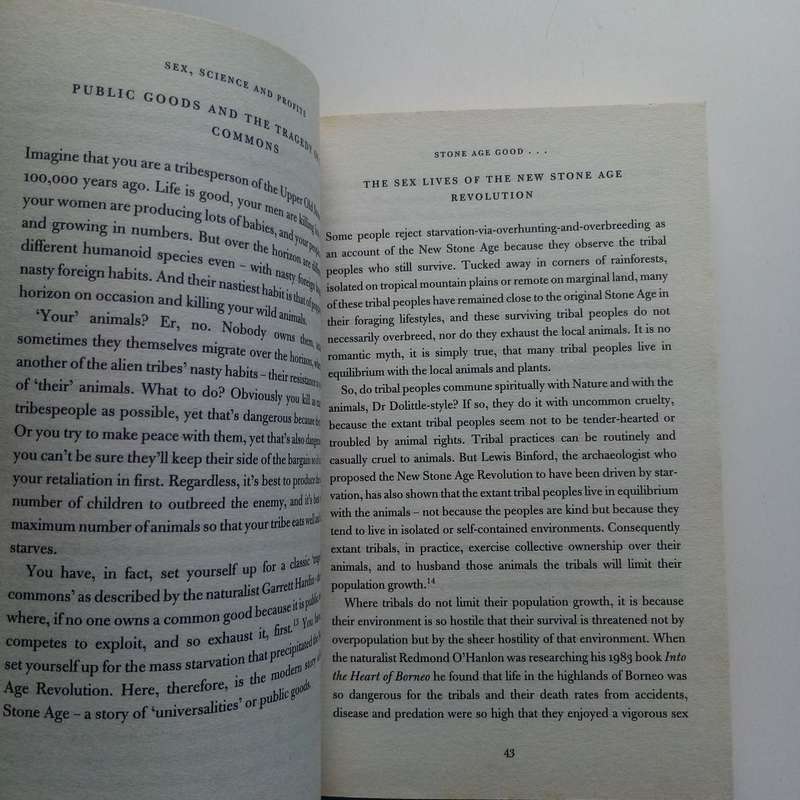 SEX, SCIENCE AND PROFITS
PUBLIC GOODS AND THE TRAGEDY
COMMONS
Imagine that you are a tribesperson of the Upper Old
100,000 years ago. Life is good, your men are killing
your women are producing lots of babies, and your
and growing in numbers. But over the horizon are
different humanoid species even – with nasty foreign
nasty foreign habits. And their nastiest habit is that of
horizon on occasion and killing your wild animals.
‘Your’ animals? Er, no. Nobody owns them,
sometimes they themselves migrate over the horizon,
another of the alien tribes’ nasty habits – their resistance
of ‘their’ animals. What to do? Obviously you kill as
tribespeople as possible, yet that’s dangerous because
Or you try to make peace with them, yet that’s also
you can’t be sure they’ll keep their side of the bargain
your retaliation in first. Regardless, it’s best to produce
number of children to outbreed the enemy, and it’s
maximum number of animals so that your tribe eats well
starves.
You have, in fact, set yourself up for a classic
commons’ as described by the naturalist Garrett Hardin
where, if no one owns a common good because it is public
competes to exploit, and so exhaust it, first.13 You
set yourself up for the mass starvation that precipitated the
Age Revolution. Here, therefore, is the modern story
Stone Age – a story of ‘universalities’ or public goods.
STONE AGE GOOD . . .
THE SEX LIVES OF THE NEW STONE AGE
REVOLUTION
Some people reject starvation-via-overhunting-and-overbreeding as
an account of the New Stone Age because they observe the tribal
peoples who still survive. Tucked away in corners of rainforests,
isolated on tropical mountain plains or remote on marginal land, many
of these tribal peoples have remained close to the original Stone Age in
their foraging lifestyles, and these surviving tribal peoples do not
necessarily overbreed, nor do they exhaust the local animals. It is no
romantic myth, it is simply true, that many tribal peoples live in
equilibrium with the local animals and plants.
So, do tribal peoples commune spiritually with Nature and with the
animals, Dr Dolittle-style? If so, they do it with uncommon cruelty,
because the extant tribal peoples seem not to be tender-hearted or
troubled by animal rights. Tribal practices can be routinely and
casually cruel to animals. But Lewis Binford, the archaeologist who
proposed the New Stone Age Revolution to have been driven by star-
vation, has also shown that the extant tribal peoples live in equilibrium
with the animals – not because the peoples are kind but because they
tend to live in isolated or self-contained environments. Consequently
extant tribals, in practice, exercise collective ownership over their
animals, and to husband those animals the tribals will limit their
population growth.14
Where tribals do not limit their population growth, it is because
their environment is so hostile that their survival is threatened not by
overpopulation but by the sheer hostility of that environment. When
the naturalist Redmond O’Hanlon was researching his 1983 book Into
the Heart of Borneo he found that life in the highlands of Borneo was
so dangerous for the tribals and their death rates from accidents,
disease and predation were so high that they enjoyed a vigorous sex
43